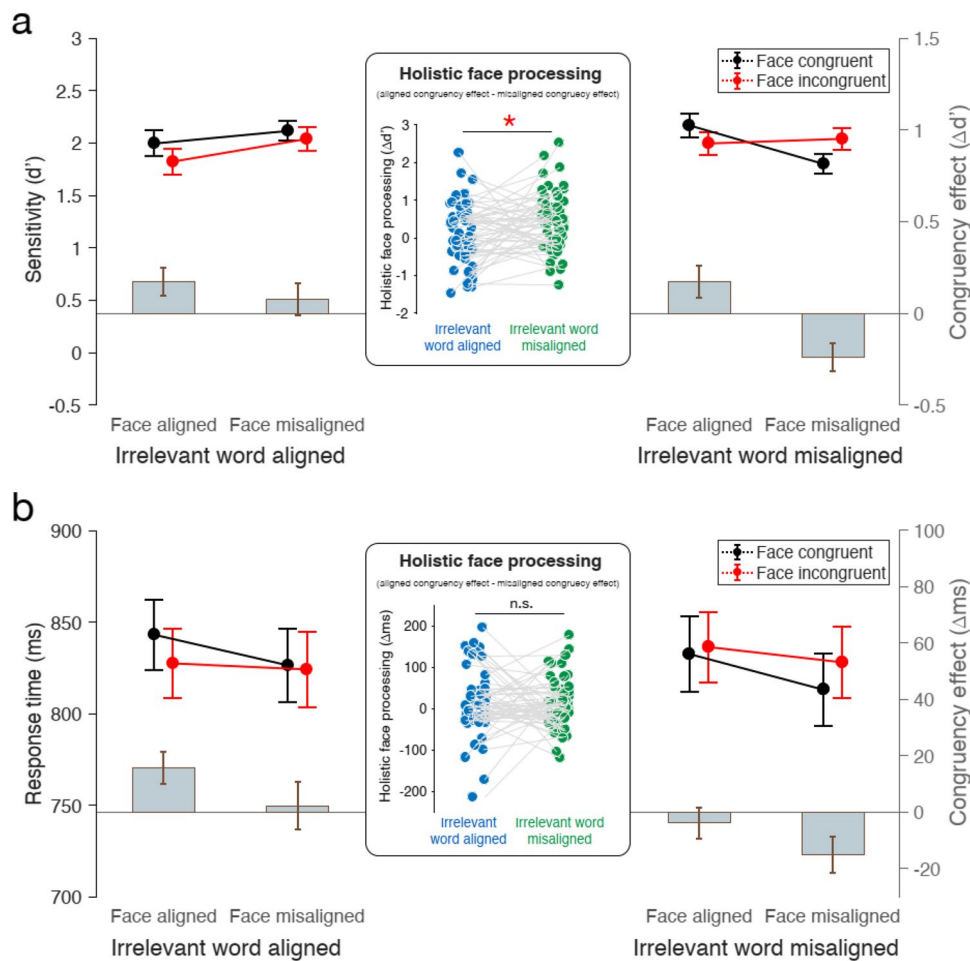 a
3
2.5
2
1.5
1
0.5
0
-0.5
Sensitivity (d')
Face aligned Face misaligned
Irrelevant word aligned
Holistic face processing
(aligned congruency effect - misaligned congruecy effect)
*
3
2
1
0
-1
-2
Holistic face processing (Δd')
Irrelevant word aligned
Irrelevant word misaligned
Face congruent
Face incongruent
1.5
1
0.5
0
-0.5
Congruency effect (Δd')
Face aligned Face misaligned
Irrelevant word misaligned
b
900
850
800
750
700
Response time (ms)
Face aligned Face misaligned
Irrelevant word aligned
Holistic face processing
(aligned congruency effect - misaligned congruecy effect)
n.s.
200
100
0
-100
-200
Holistic face processing (Δms)
Irrelevant word aligned
Irrelevant word misaligned
Face congruent
Face incongruent
100
80
60
40
20
0
-20
Congruency effect (Δms)
Face aligned Face misaligned
Irrelevant word misaligned